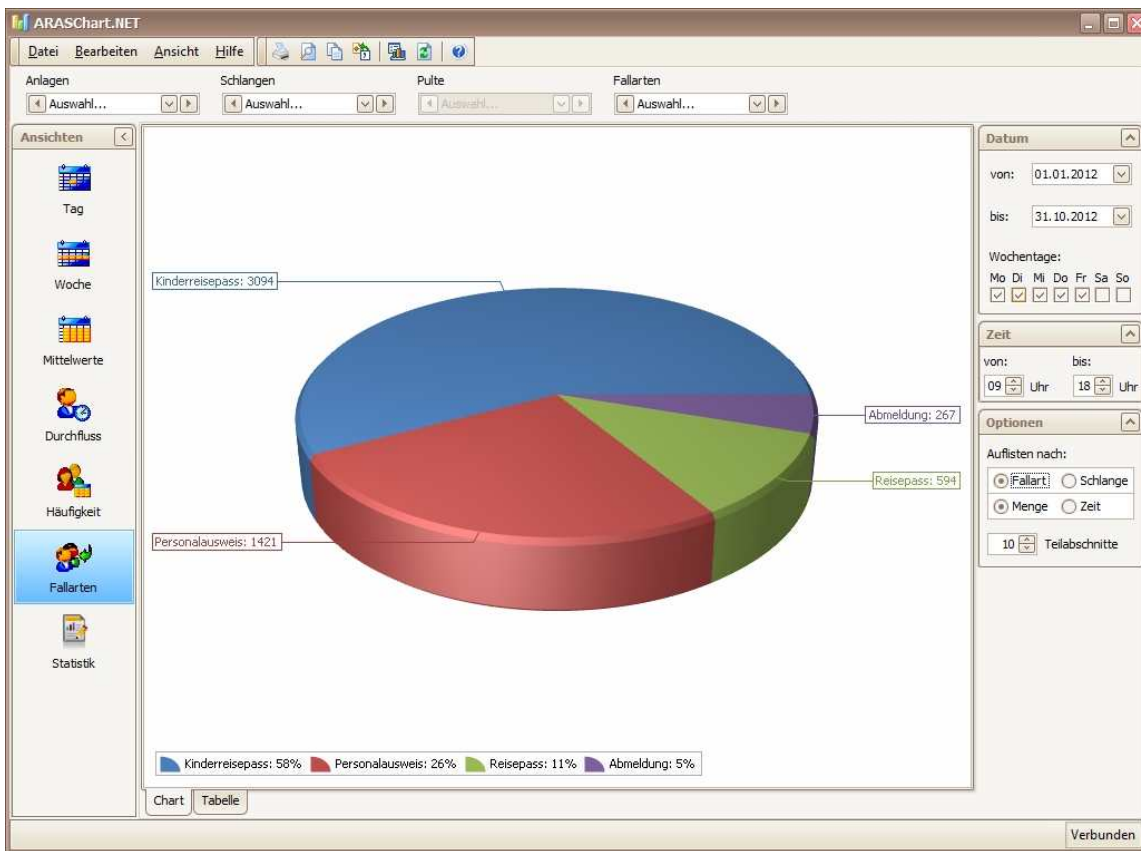 ARASChart.NET
Datei Bearbeiten Ansicht Hilfe
Anlagen Schlangen Pulte Fallarten
Auswahl... Auswahl... Auswahl... Auswahl...
Ansichten
Tag
Woche
Mittelwerte
Durchfluss
Häufigkeit
Fallarten
Statistik
Kinderreisepass: 3094
Abmeldung: 267
Reisepass: 594
Personalausweis: 1421
Kinderreisepass: 58% Personalausweis: 26% Reisepass: 11% Abmeldung: 5%
Chart Tabelle
Datum
von: 01.01.2012
bis: 31.10.2012
Wochentage:
Mo Di Mi Do Fr Sa So
Zeit
von: bis:
09 Uhr 18 Uhr
Optionen
Auflisten nach:
Fallart Schlange
Menge Zeit
10 Teilabschnitte
Verbunden